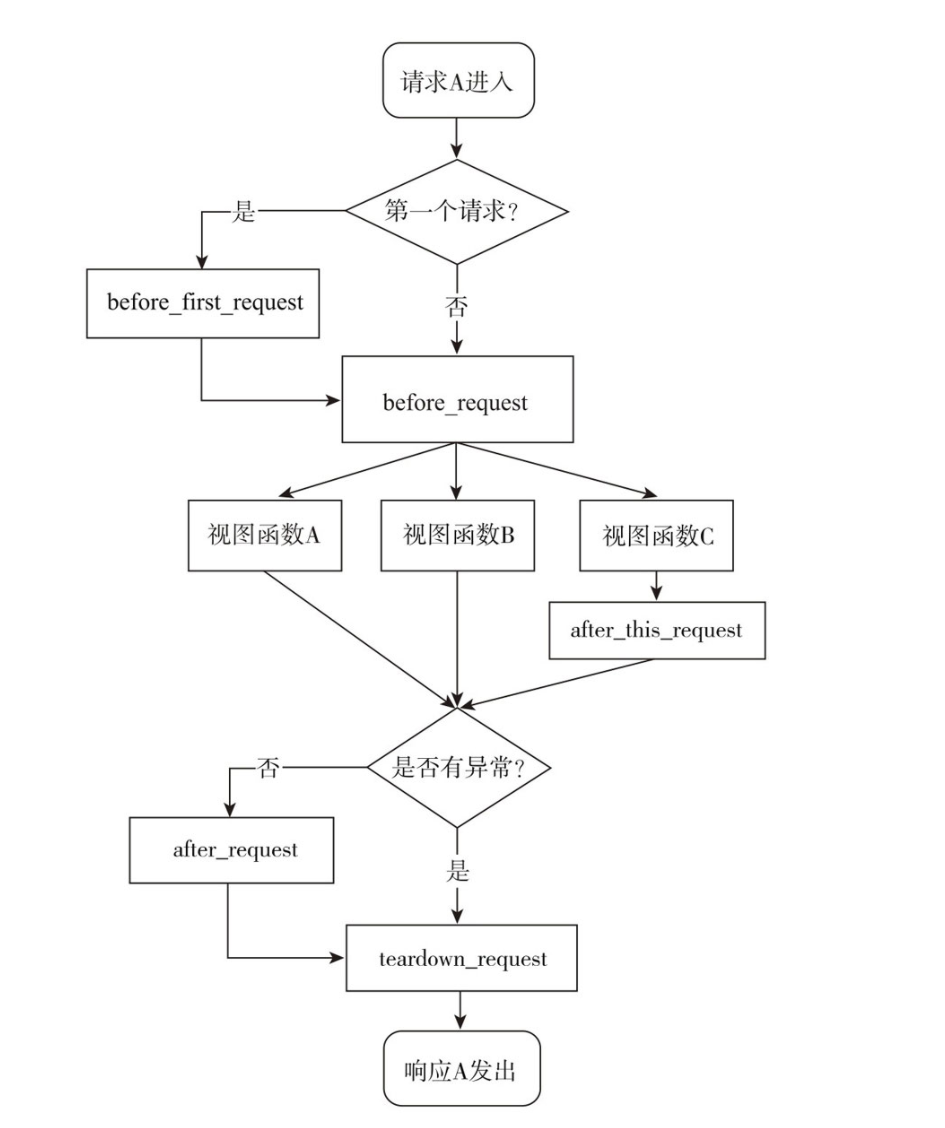 请求A进入
第一个请求?
是
before_first_request
否
before_request
视图函数A
视图函数B
视图函数C
after_this_request
是否有异常?
否
after_request
是
teardown_request
响应A发出